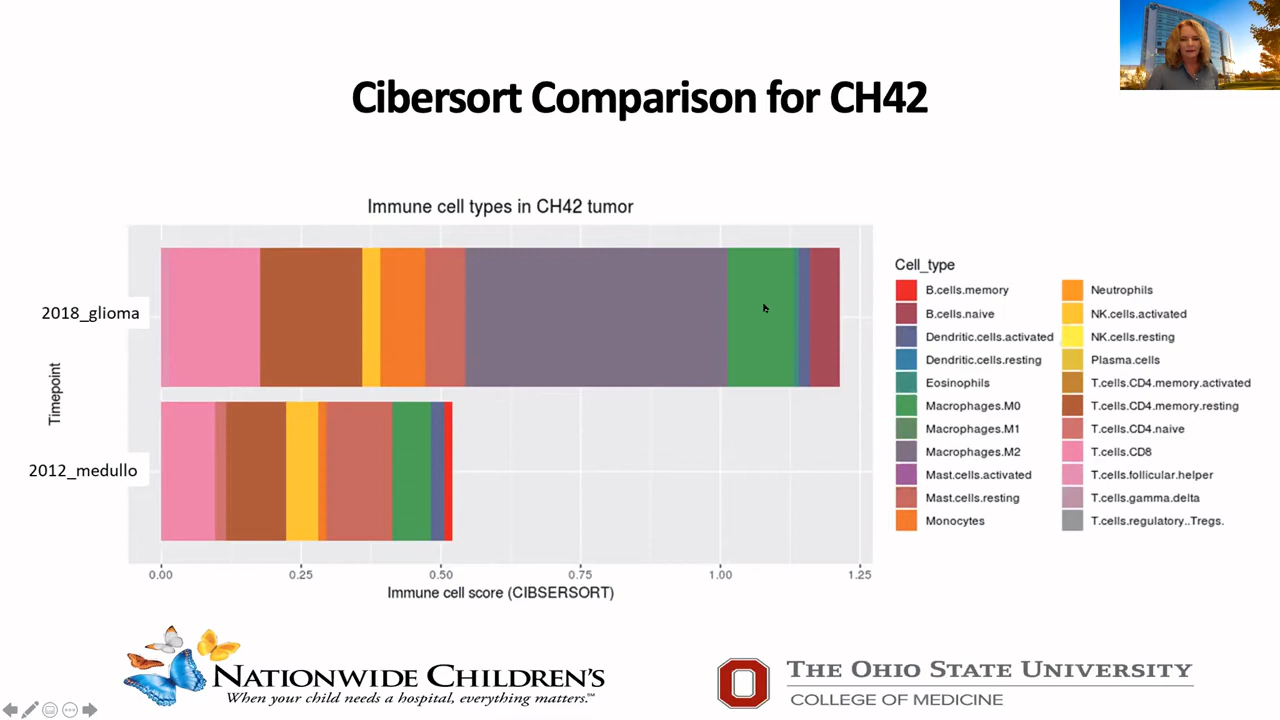 Cibersort Comparison for CH42
Immune cell types in CH42 tumor
Timepoint
2018_glioma
2012_medullo
0.00 0.25 0.50 0.75 1.00 1.25
Immune cell score (CIBSERSORT)
Cell_type
B.cells.memory
B.cells.naive
Dendritic.cells.activated
Dendritic.cells.resting
Eosinophils
Macrophages.M0
Macrophages.M1
Macrophages.M2
Mast.cells.activated
Mast.cells.resting
Monocytes
Neutrophils
NK.cells.activated
NK.cells.resting
Plasma.cells
T.cells.CD4.memory.activated
T.cells.CD4.memory.resting
T.cells.CD4.naive
T.cells.CD8
T.cells.follicular.helper
T.cells.gamma.delta
T.cells.regulatory..Tregs.
NATIONWIDE CHILDREN'S
When your child needs a hospital, everything matters.℠
THE OHIO STATE UNIVERSITY
COLLEGE OF MEDICINE